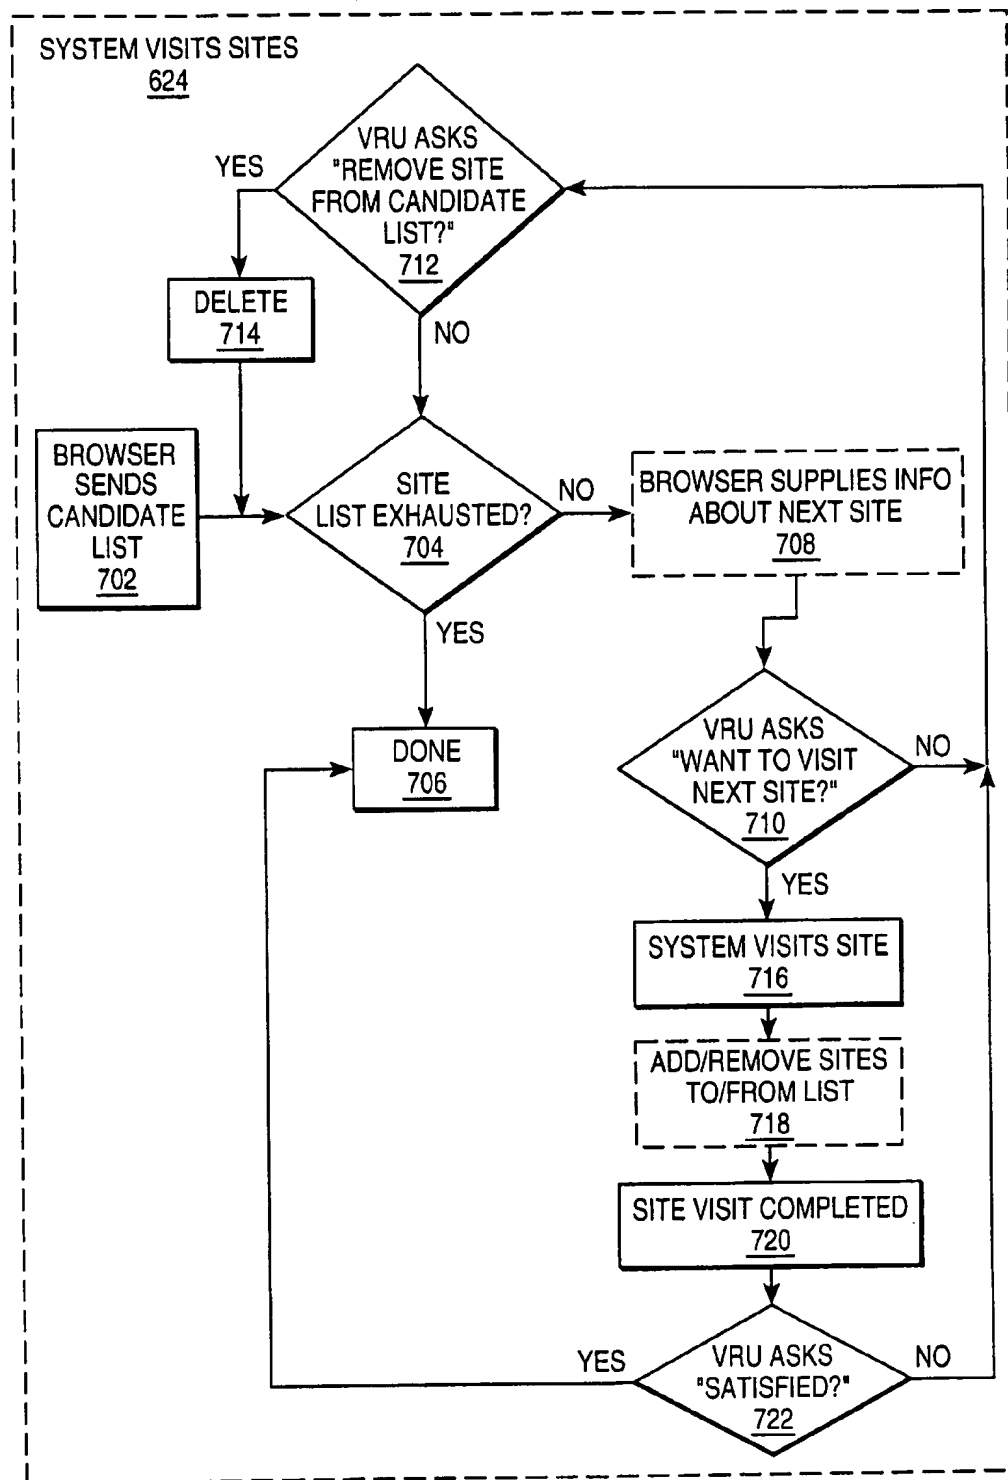 SYSTEM VISITS SITES
624
VRU ASKS
"REMOVE SITE
FROM CANDIDATE
LIST?"
712
YES
NO
DELETE
714
BROWSER
SENDS
CANDIDATE
LIST
702
SITE
LIST EXHAUSTED?
704
NO
YES
BROWSER SUPPLIES INFO
ABOUT NEXT SITE
708
DONE
706
VRU ASKS
"WANT TO VISIT
NEXT SITE?"
710
NO
YES
SYSTEM VISITS SITE
716
ADD/REMOVE SITES
TO/FROM LIST
718
SITE VISIT COMPLETED
720
VRU ASKS
"SATISFIED?"
722
YES
NO